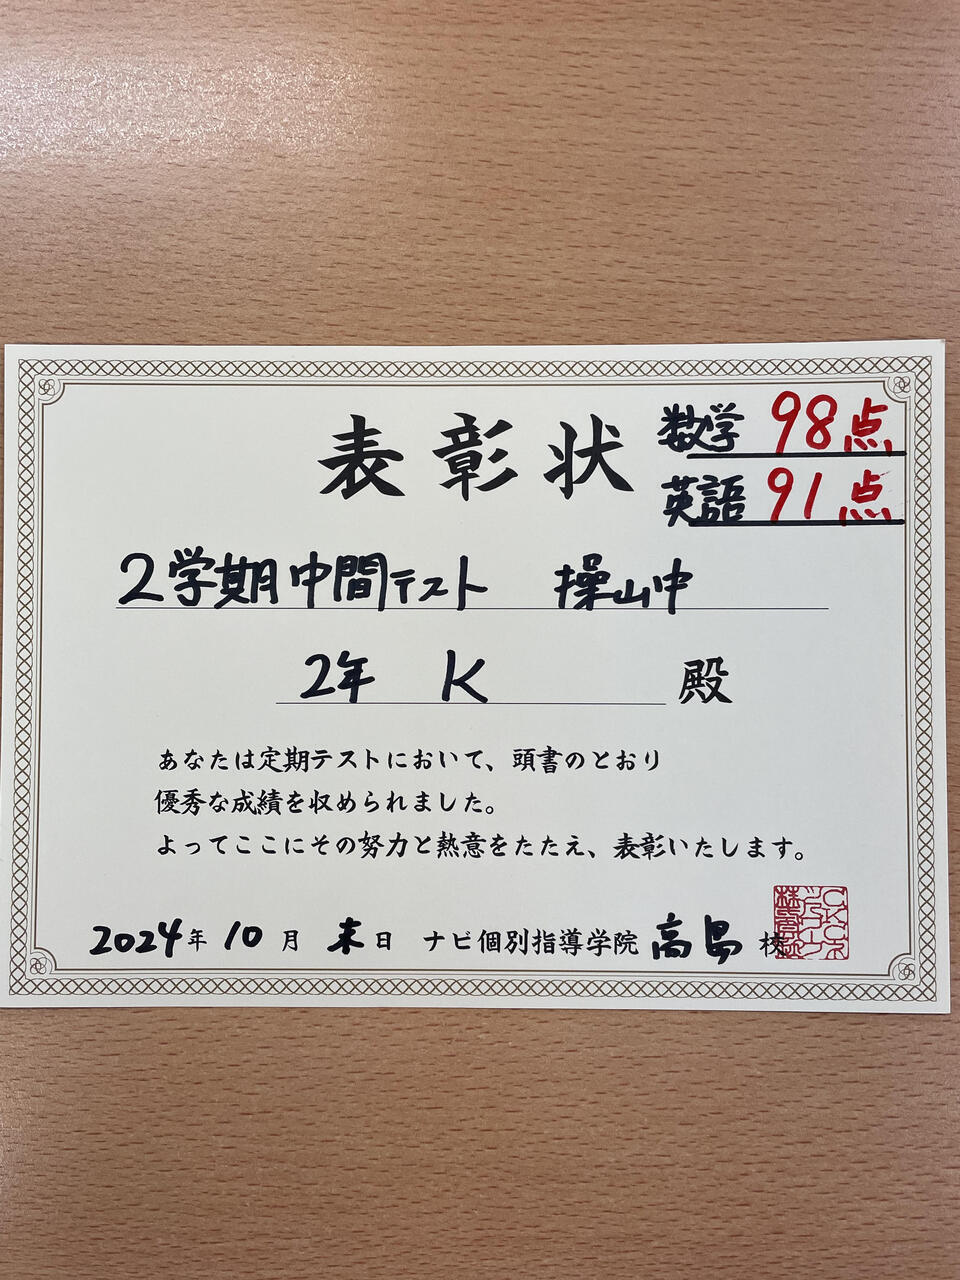 表彰状
数学 98点
英語 91点
2学期中間テスト 操山中
2年 K 殿
あなたは定期テストにおいて、頭書のとおり
優秀な成績を収められました。
よってここにその努力と熱意をたたえ、表彰いたします。
2024年 10月 末日 ナビ個別指導学院 高島 校